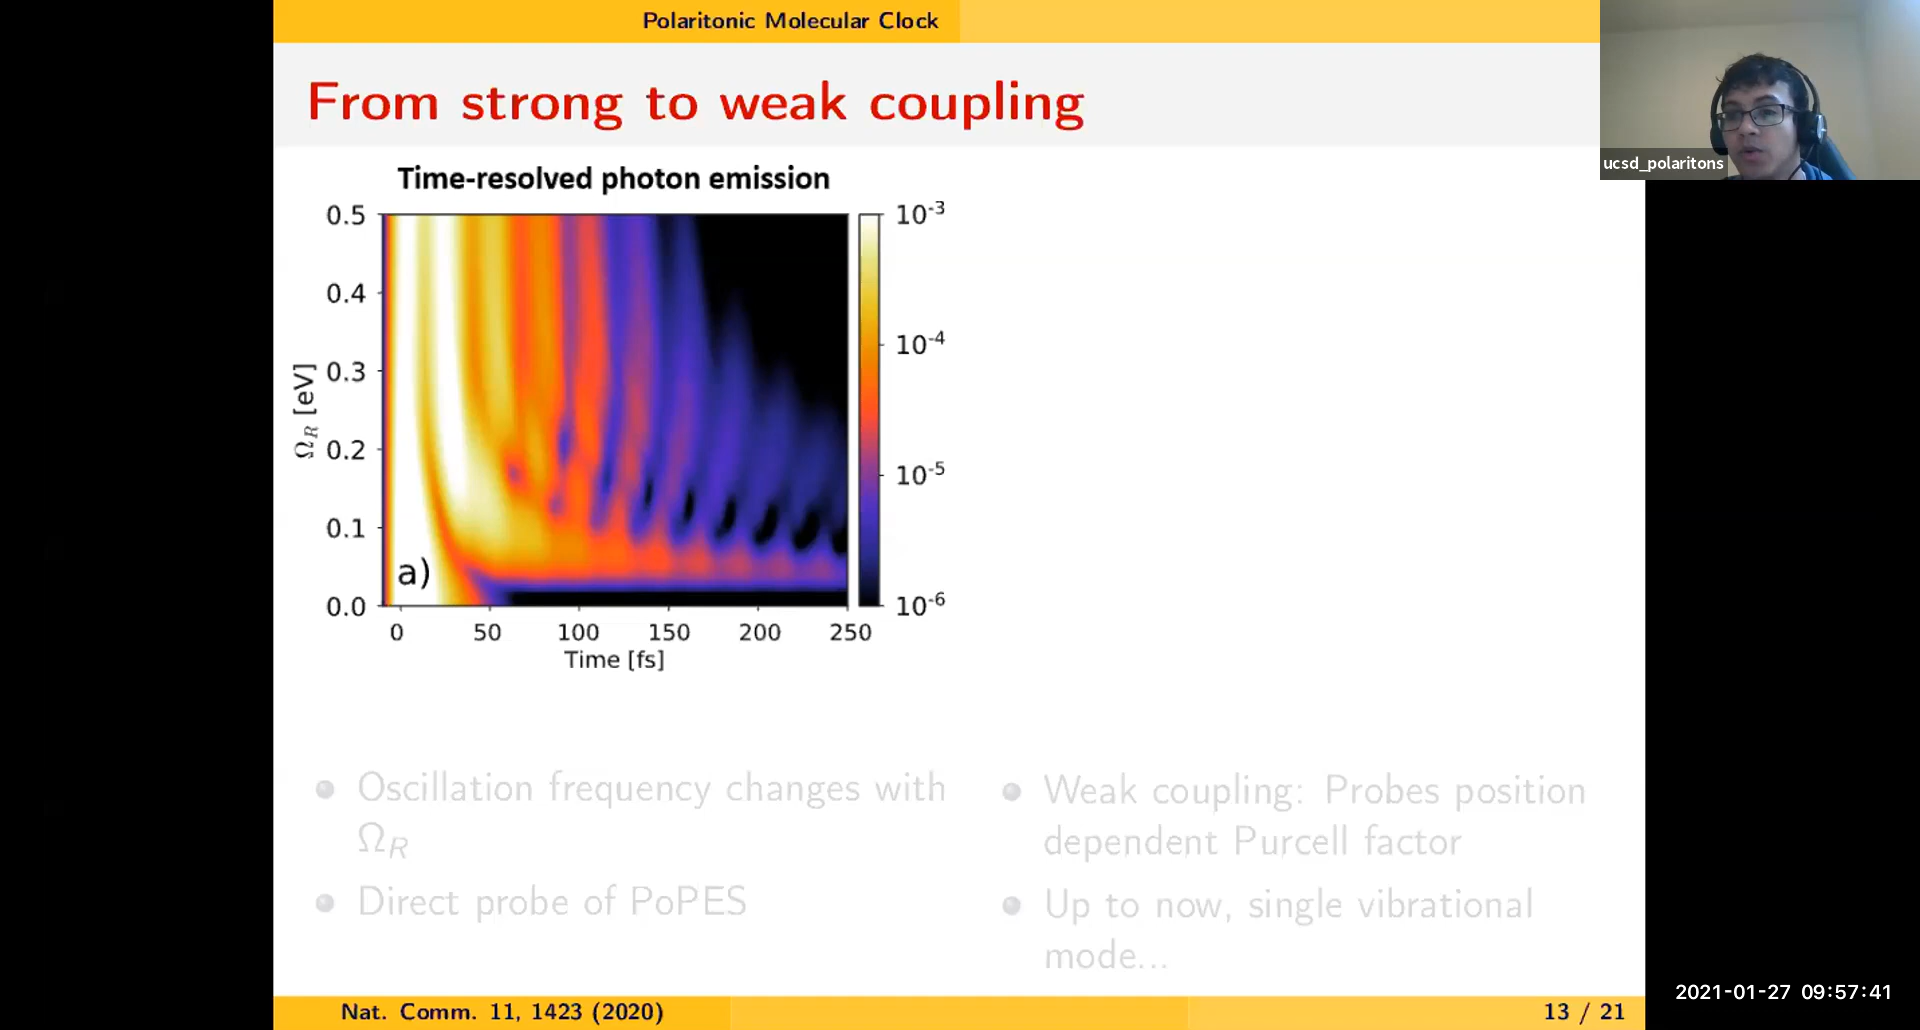 Polaritonic Molecular Clock
From strong to weak coupling
ucsd_polaritons
Time-resolved photon emission
0.5
0.4
0.3
0.2
0.1
0.0
Ω_R [eV]
a)
0 50 100 150 200 250
Time [fs]
10^-3
10^-4
10^-5
10^-6
Oscillation frequency changes with
Ω_R
Direct probe of PoPES
Weak coupling: Probes position
dependent Purcell factor
Up to now, single vibrational
mode...
Nat. Comm. 11, 1423 (2020)
13 / 21
2021-01-27 09:57:41